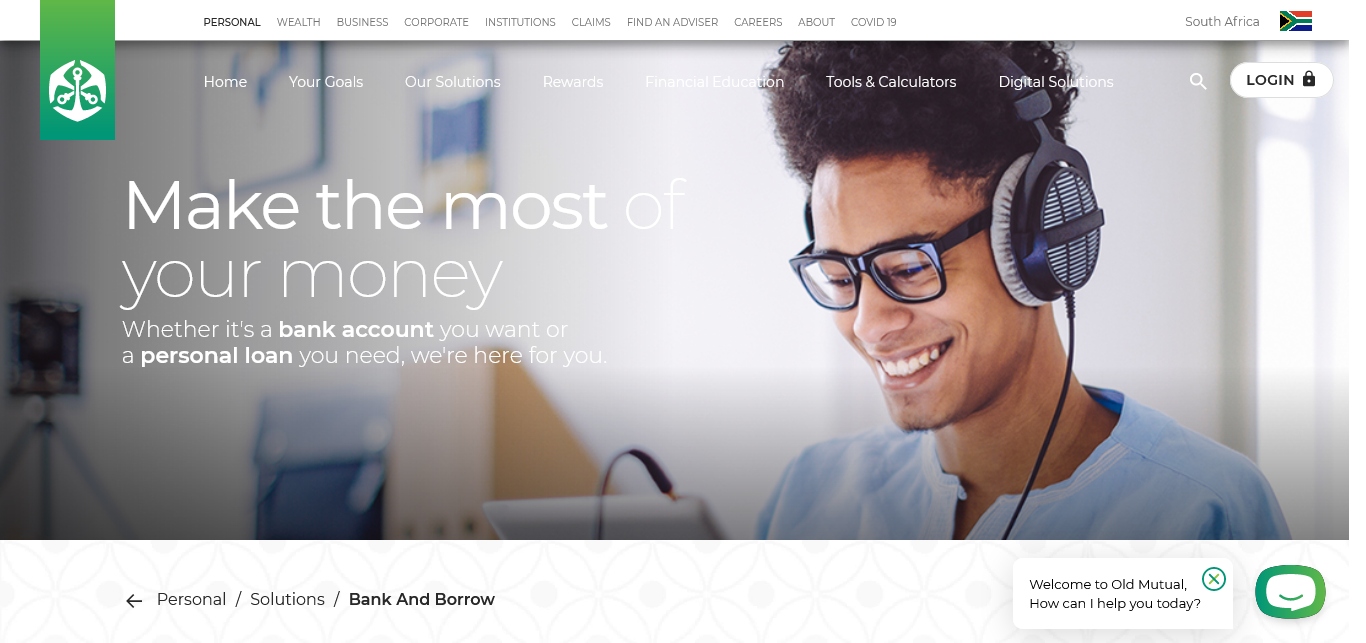 PERSONAL WEALTH BUSINESS CORPORATE INSTITUTIONS CLAIMS FIND AN ADVISER CAREERS ABOUT COVID 19 South Africa
Home Your Goals Our Solutions Rewards Financial Education Tools & Calculators Digital Solutions LOGIN
Make the most of
your money
Whether it's a bank account you want or
a personal loan you need, we're here for you.
Personal / Solutions / Bank And Borrow
Welcome to Old Mutual,
How can I help you today?